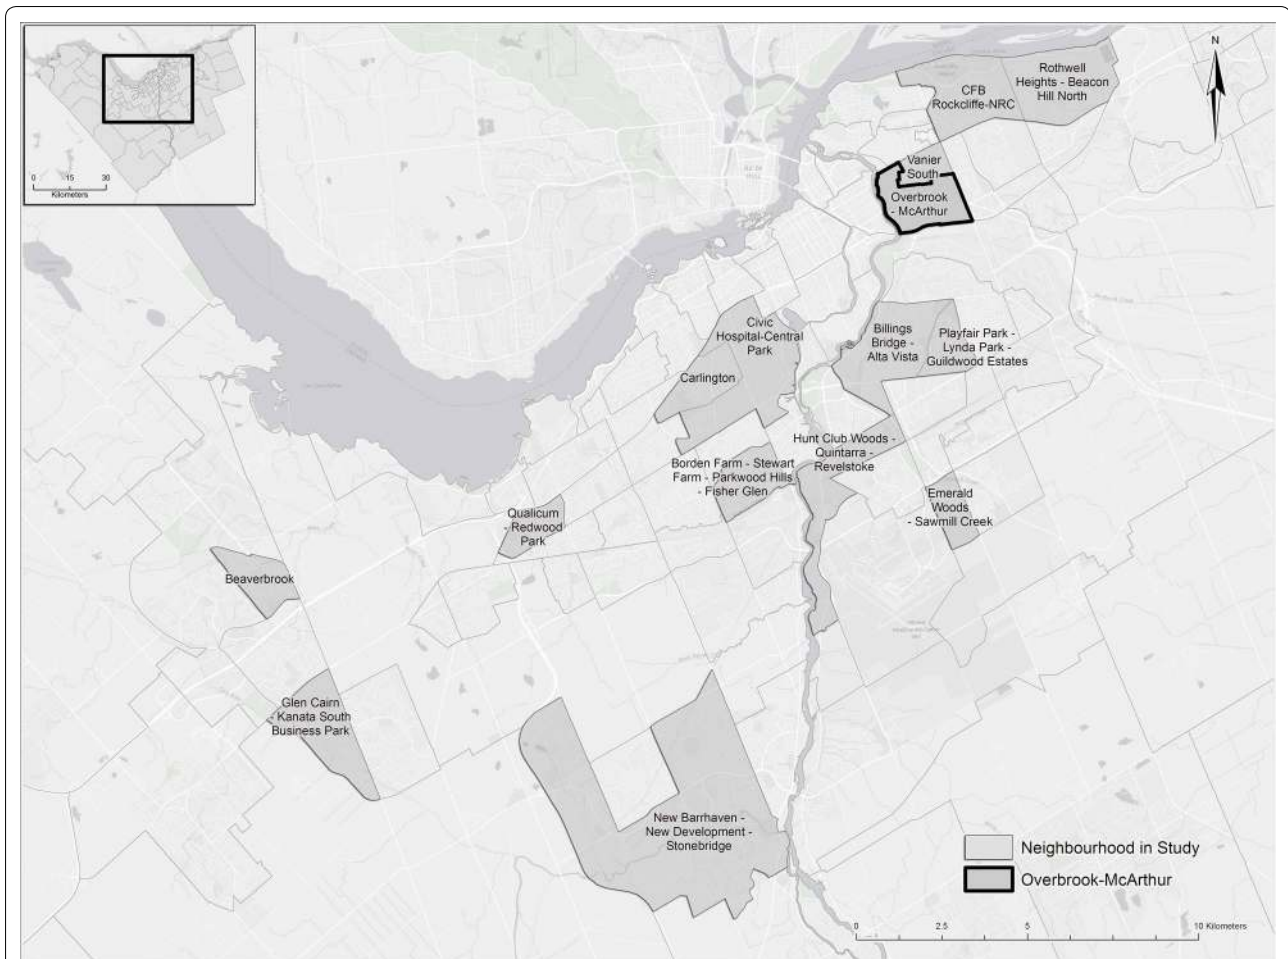 0 15 30
Kilometers
N
CFB
Rockcliffe-NRC
Rothwell
Heights - Beacon
Hill North
Vanier
South
Overbrook
- McArthur
Civic
Hospital-Central
Park
Carlington
Billings
Bridge -
Alta Vista
Playfair Park -
Lynda Park -
Guildwood Estates
Hunt Club Woods -
Quintarra -
Revelstoke
Borden Farm - Stewart
Farm - Parkwood Hills
- Fisher Glen
Emerald
Woods
- Sawmill Creek
Qualicum
- Redwood
Park
Beaverbrook
Glen Cairn
- Kanata South
Business Park
New Barrhaven -
New Development -
Stonebridge
Neighbourhood in Study
Overbrook-McArthur
0 2.5 5 10 Kilometers